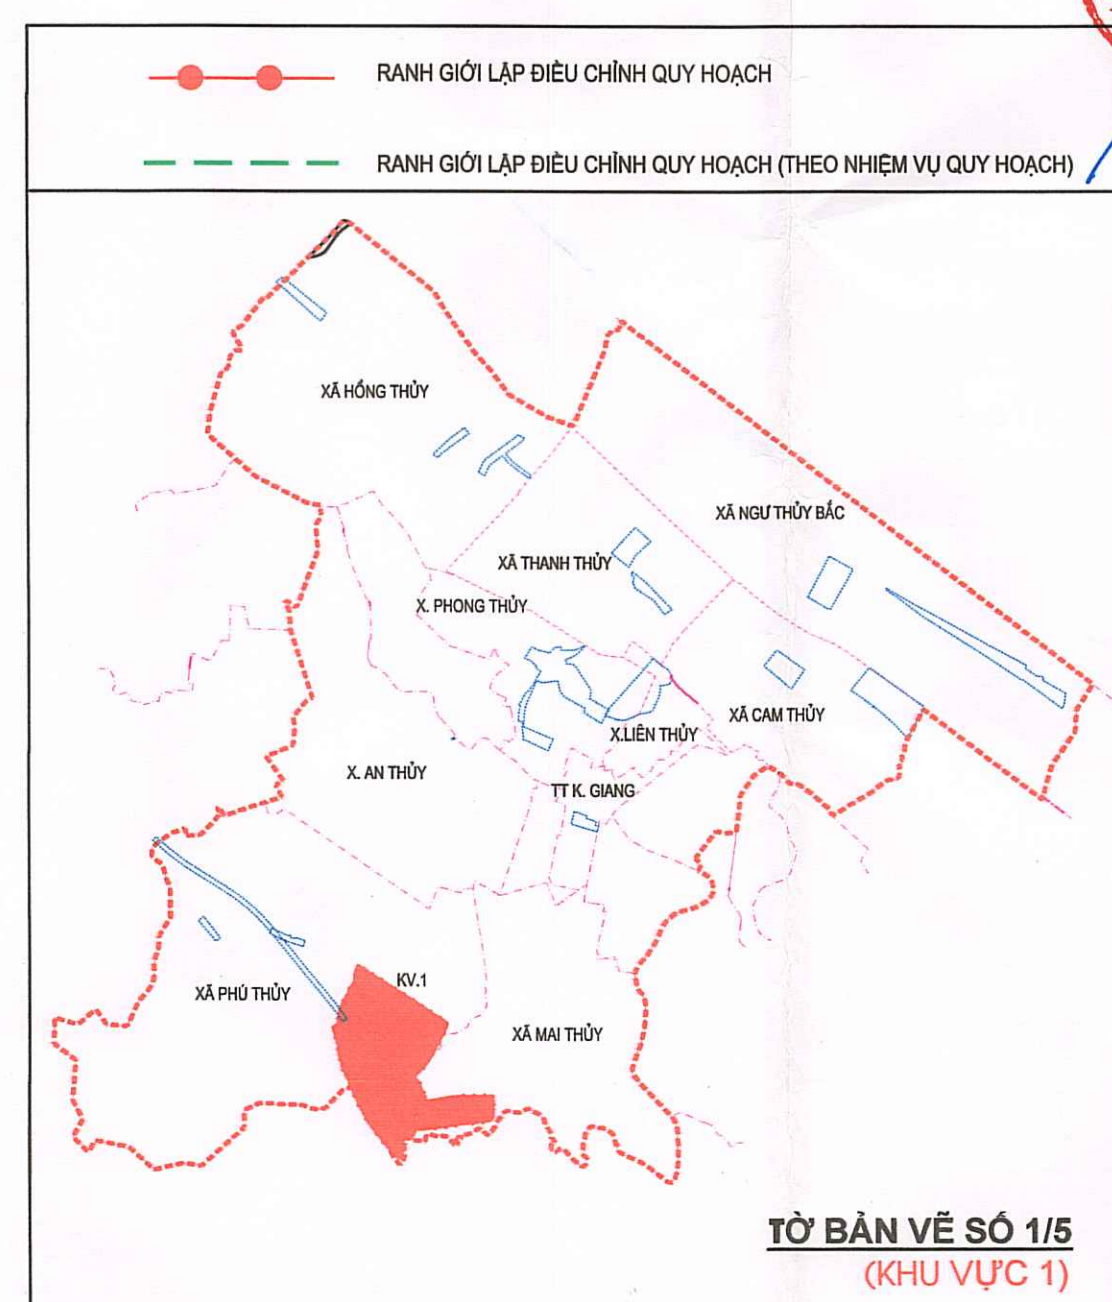 RANH GIỚI LẬP ĐIỀU CHỈNH QUY HOẠCH
RANH GIỚI LẬP ĐIỀU CHỈNH QUY HOẠCH (THEO NHIỆM VỤ QUY HOẠCH)
XÃ HỒNG THỦY
XÃ NGƯ THỦY BẮC
XÃ THANH THỦY
X. PHONG THỦY
XÃ CAM THỦY
X.LIÊN THỦY
X. AN THỦY
TT K. GIANG
KV.1
XÃ PHÚ THỦY
XÃ MAI THỦY
TỜ BẢN VẼ SỐ 1/5
(KHU VỰC 1)